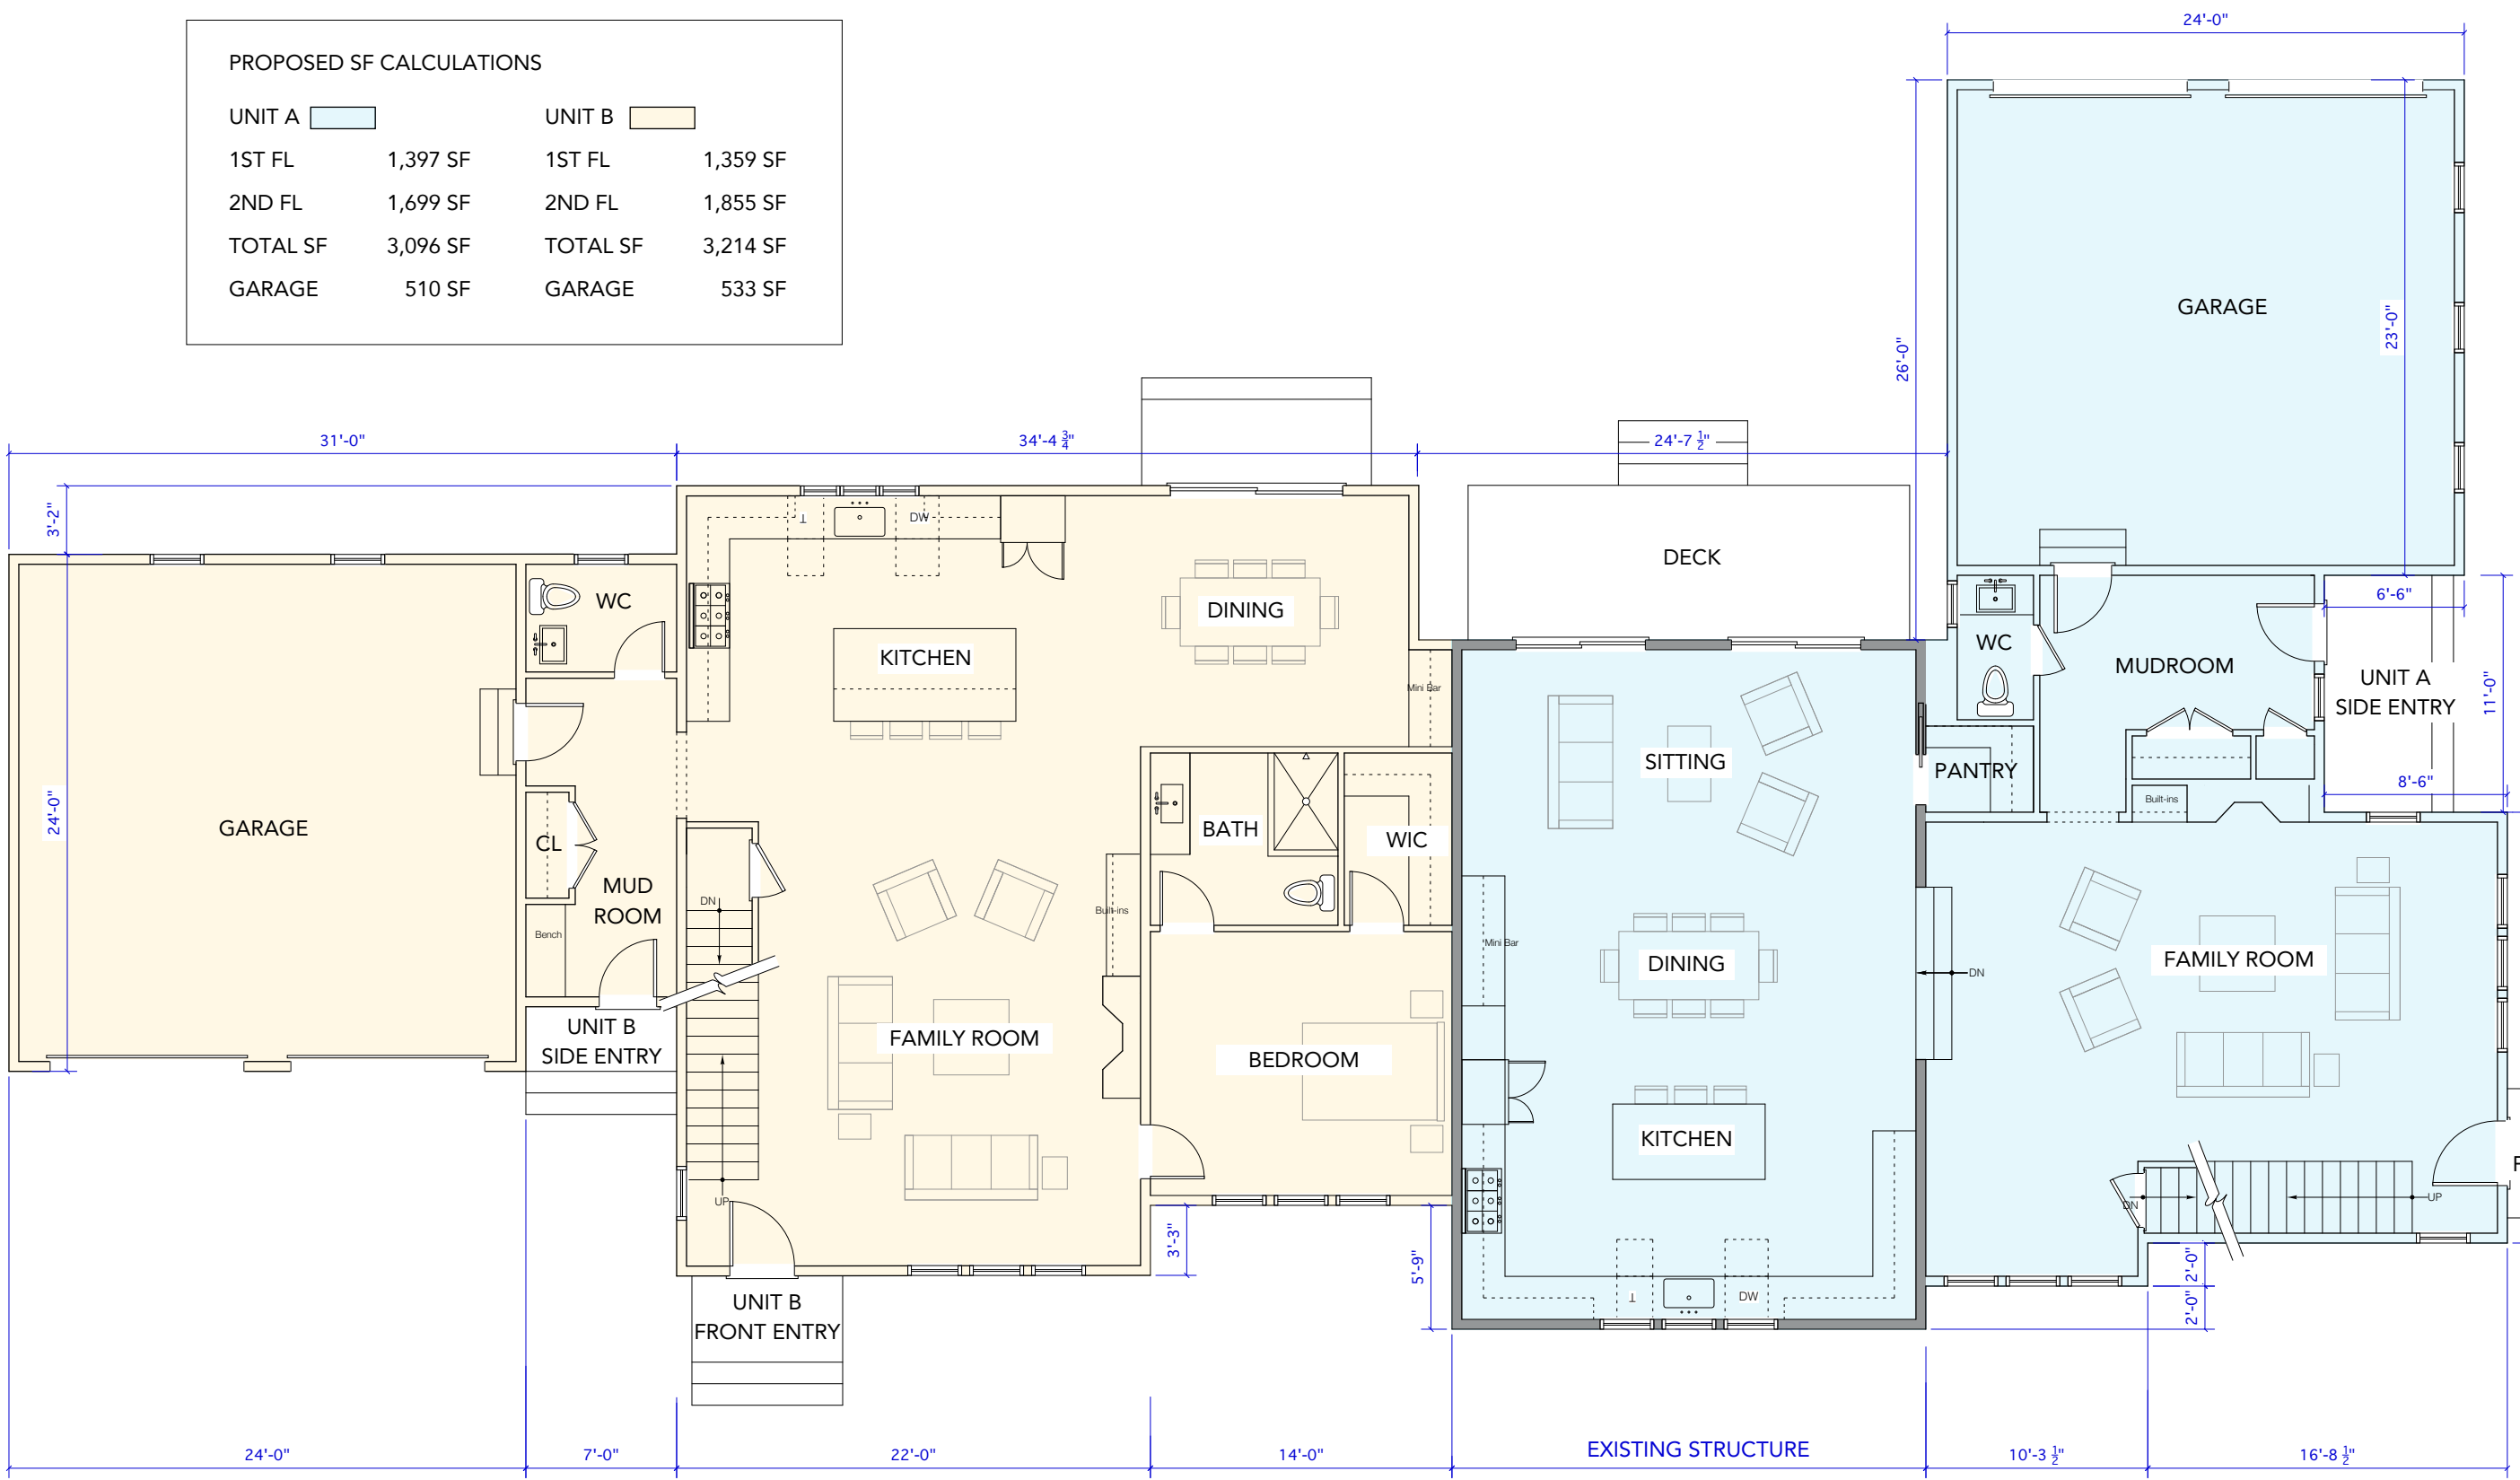 PROPOSED SF CALCULATIONS
UNIT A UNIT B
1ST FL 1,397 SF 1ST FL 1,359 SF
2ND FL 1,699 SF 2ND FL 1,855 SF
TOTAL SF 3,096 SF TOTAL SF 3,214 SF
GARAGE 510 SF GARAGE 533 SF
24'-0"
26'-0"
23'-0"
GARAGE
31'-0"
34'-4 3/4"
24'-7 1/2"
3'-2"
24'-0"
GARAGE
WC
CL
MUD
ROOM
Bench
UNIT B
SIDE ENTRY
T
DW
KITCHEN
DINING
Mini Bar
BATH
WIC
DN
Built-ins
FAMILY ROOM
BEDROOM
UP
UNIT B
FRONT ENTRY
3'-3"
5'-9"
DECK
SITTING
Mini Bar
DINING
KITCHEN
T
DW
WC
MUDROOM
PANTRY
Built-ins
6'-6"
UNIT A
SIDE ENTRY
11'-0"
8'-6"
DN
FAMILY ROOM
DN
UP
F
2'-0"
2'-0"
24'-0"
7'-0"
22'-0"
14'-0"
EXISTING STRUCTURE
10'-3 1/2"
16'-8 1/2"